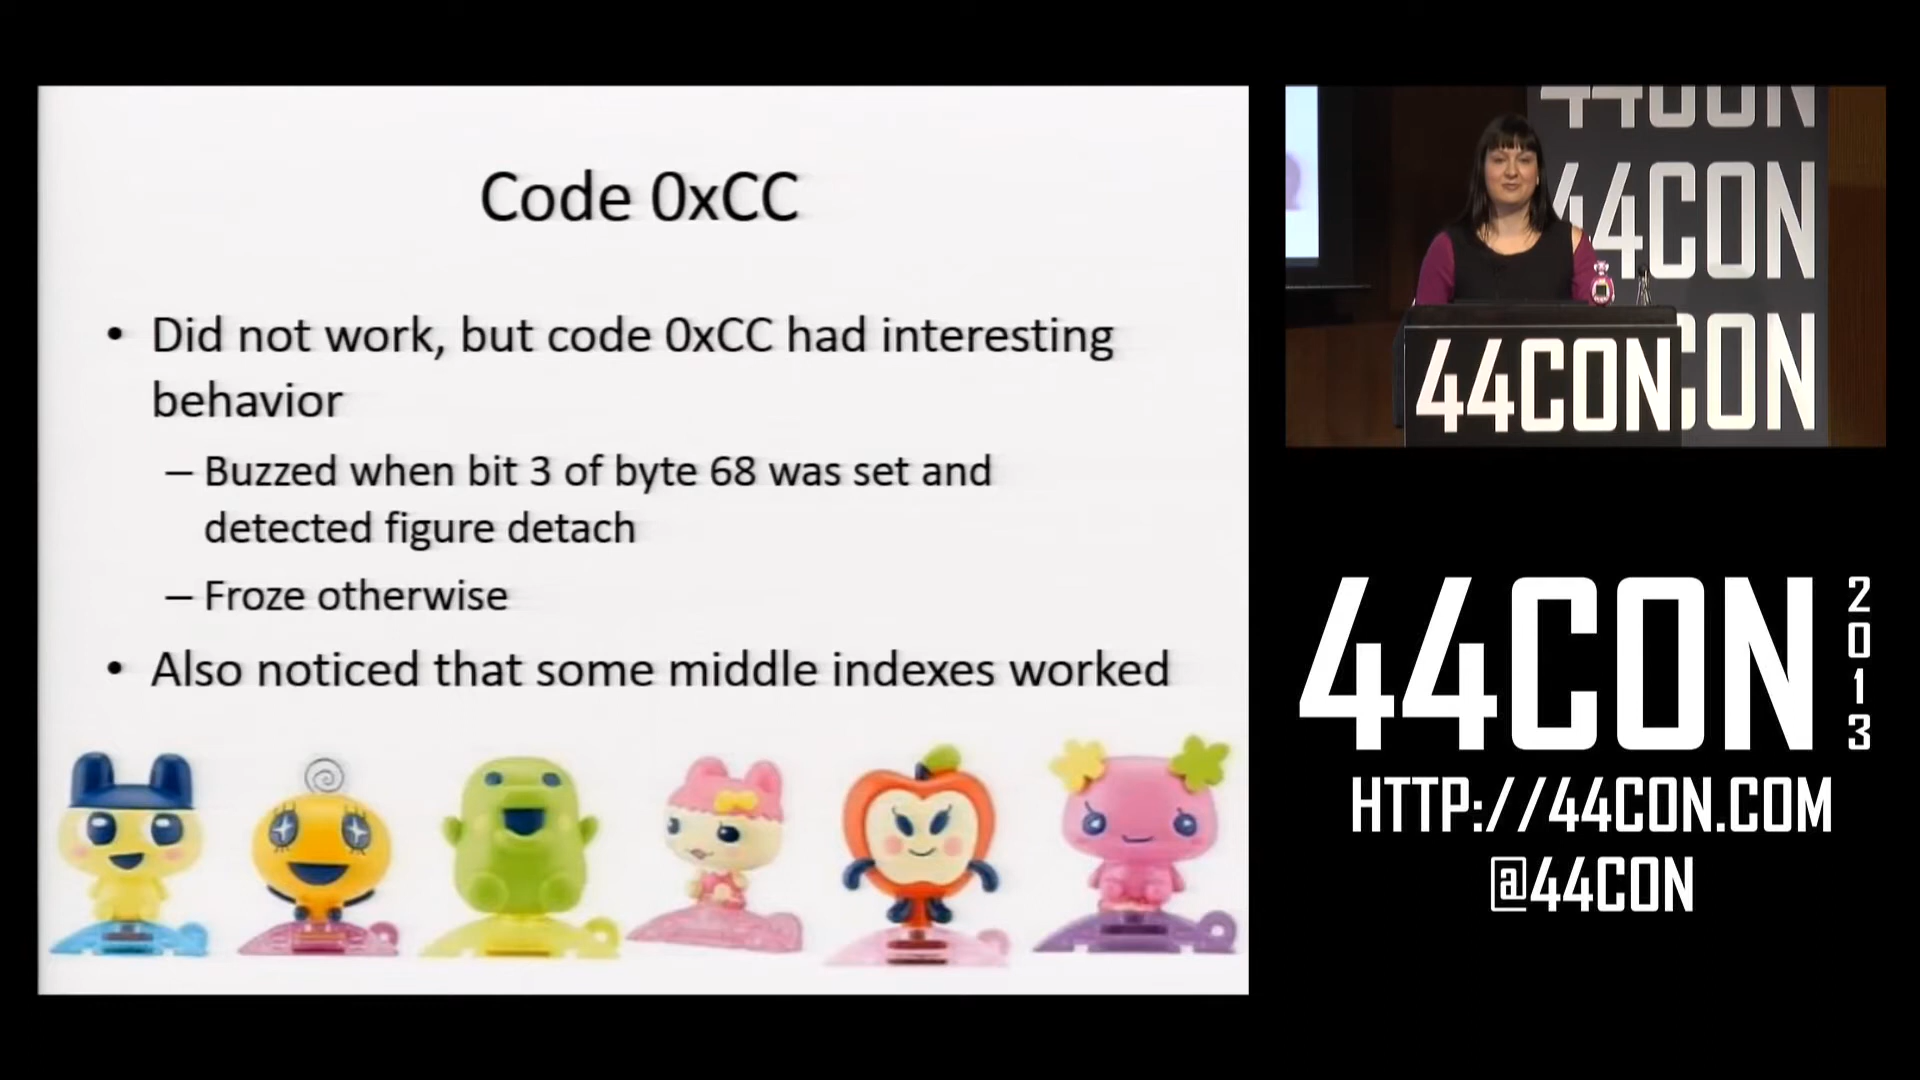 Code 0xCC
• Did not work, but code 0xCC had interesting
behavior
– Buzzed when bit 3 of byte 68 was set and
detected figure detach
– Froze otherwise
• Also noticed that some middle indexes worked
44CON
44CON
44CON
44CON
44CON
2013
HTTP://44CON.COM
@44CON